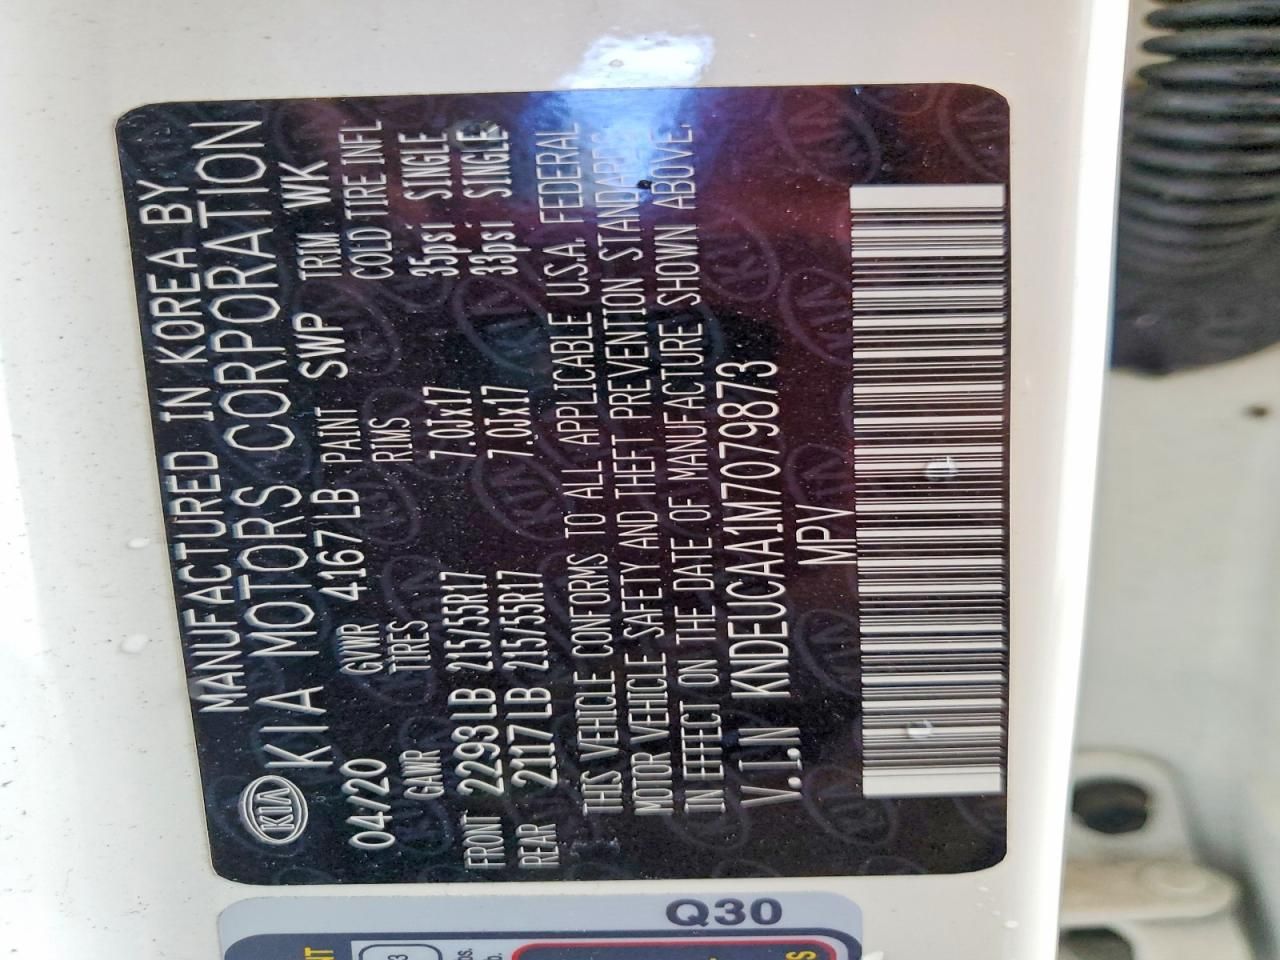 MANUFACTURED IN KOREA BY
KIA KIA MOTORS CORPORATION
04/20 4167LB SWP WK
GVWR PAINT TRIM
GAWR TIRES RIMS COLD TIRE INFL
FRONT 2293LB 215/55R17 7.0Jx17 35psi SINGLE
REAR 2117LB 215/55R17 7.0Jx17 33psi SINGLE
THIS VEHICLE CONFORMS TO ALL APPLICABLE U.S.A. FEDERAL
MOTOR VEHICLE SAFETY AND THEFT PREVENTION STANDARDS
IN EFFECT ON THE DATE OF MANUFACTURE SHOWN ABOVE.
V.I.N KNDEUCAA1M7079873
MPV
Q30